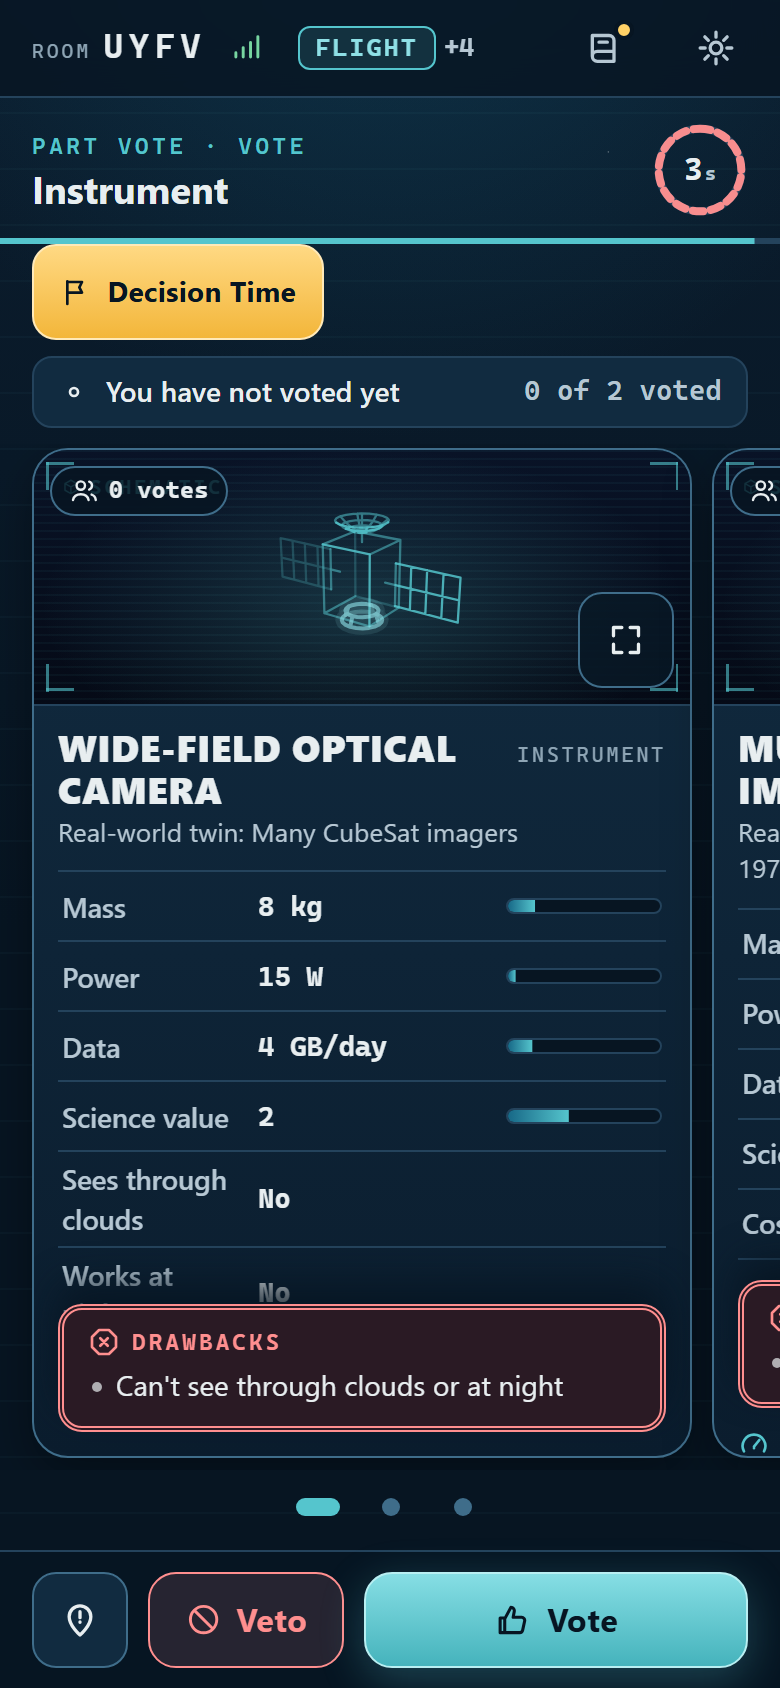 ROOM UYFV FLIGHT +4
PART VOTE · VOTE
Instrument
3s
Decision Time
You have not voted yet 0 of 2 voted
0 votes
WIDE-FIELD OPTICAL CAMERA
INSTRUMENT
Real-world twin: Many CubeSat imagers
Mass 8 kg
Power 15 W
Data 4 GB/day
Science value 2
Sees through clouds No
Works at No
DRAWBACKS
Can't see through clouds or at night
197
Veto Vote